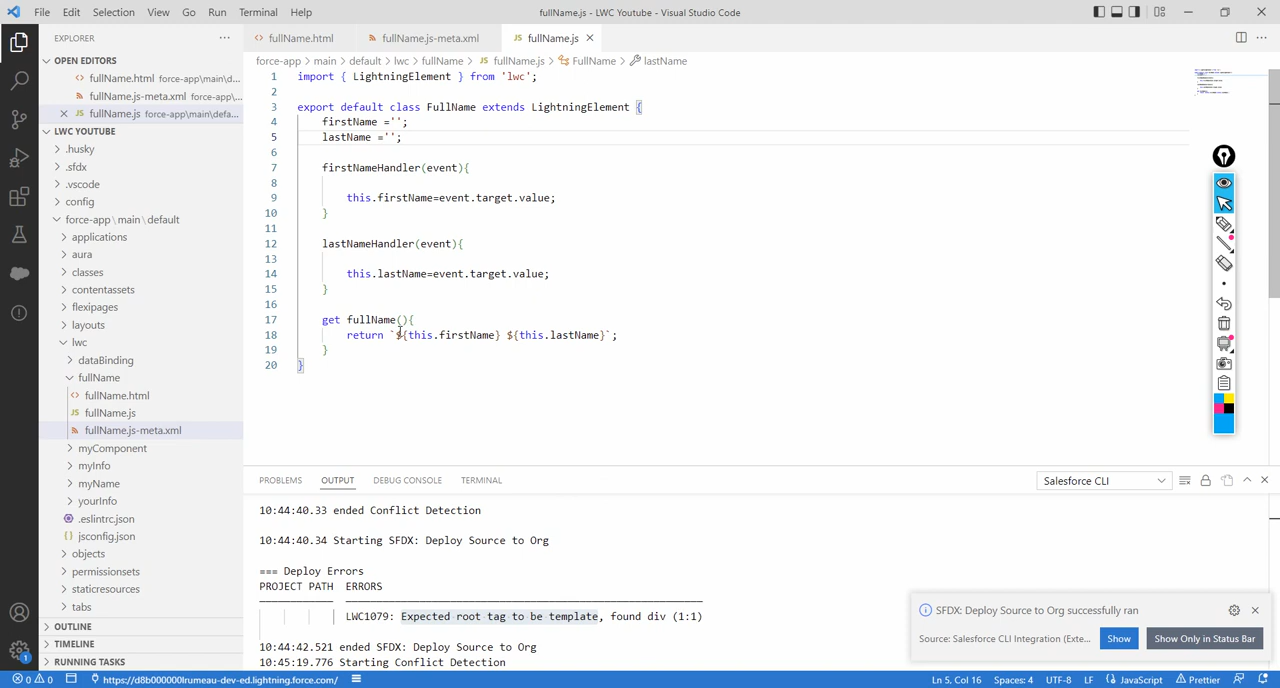 File Edit Selection View Go Run Terminal Help
fullName.js - LWC Youtube - Visual Studio Code
EXPLORER
OPEN EDITORS
fullName.html force-app\main\d...
fullName.js-meta.xml force-app\...
fullName.js force-app\main\defa...
LWC YOUTUBE
.husky
.sfdx
.vscode
config
force-app\main\default
applications
aura
classes
contentassets
flexipages
layouts
lwc
dataBinding
fullName
fullName.html
fullName.js
fullName.js-meta.xml
myComponent
myInfo
myName
yourInfo
.eslintrc.json
jsconfig.json
objects
permissionsets
staticresources
tabs
OUTLINE
TIMELINE
RUNNING TASKS
fullName.html fullName.js-meta.xml fullName.js
force-app > main > default > lwc > fullName > fullName.js > FullName > lastName
1 import { LightningElement } from 'lwc';
2
3 export default class FullName extends LightningElement {
4 firstName ='';
5 lastName ='';
6
7 firstNameHandler(event){
8
9 this.firstName=event.target.value;
10 }
11
12 lastNameHandler(event){
13
14 this.lastName=event.target.value;
15 }
16
17 get fullName(){
18 return `${this.firstName} ${this.lastName}`;
19 }
20 }
PROBLEMS OUTPUT DEBUG CONSOLE TERMINAL
Salesforce CLI
10:44:40.33 ended Conflict Detection
10:44:40.34 Starting SFDX: Deploy Source to Org
=== Deploy Errors
PROJECT PATH ERRORS
LWC1079: Expected root tag to be template, found div (1:1)
10:44:42.521 ended SFDX: Deploy Source to Org
10:45:19.776 Starting Conflict Detection
SFDX: Deploy Source to Org successfully ran
Source: Salesforce CLI Integration (Exte...
Show
Show Only in Status Bar
1
0 0 https://d8b000000lrumeau-dev-ed.lightning.force.com/
Ln 5, Col 16 Spaces: 4 UTF-8 LF JavaScript Prettier